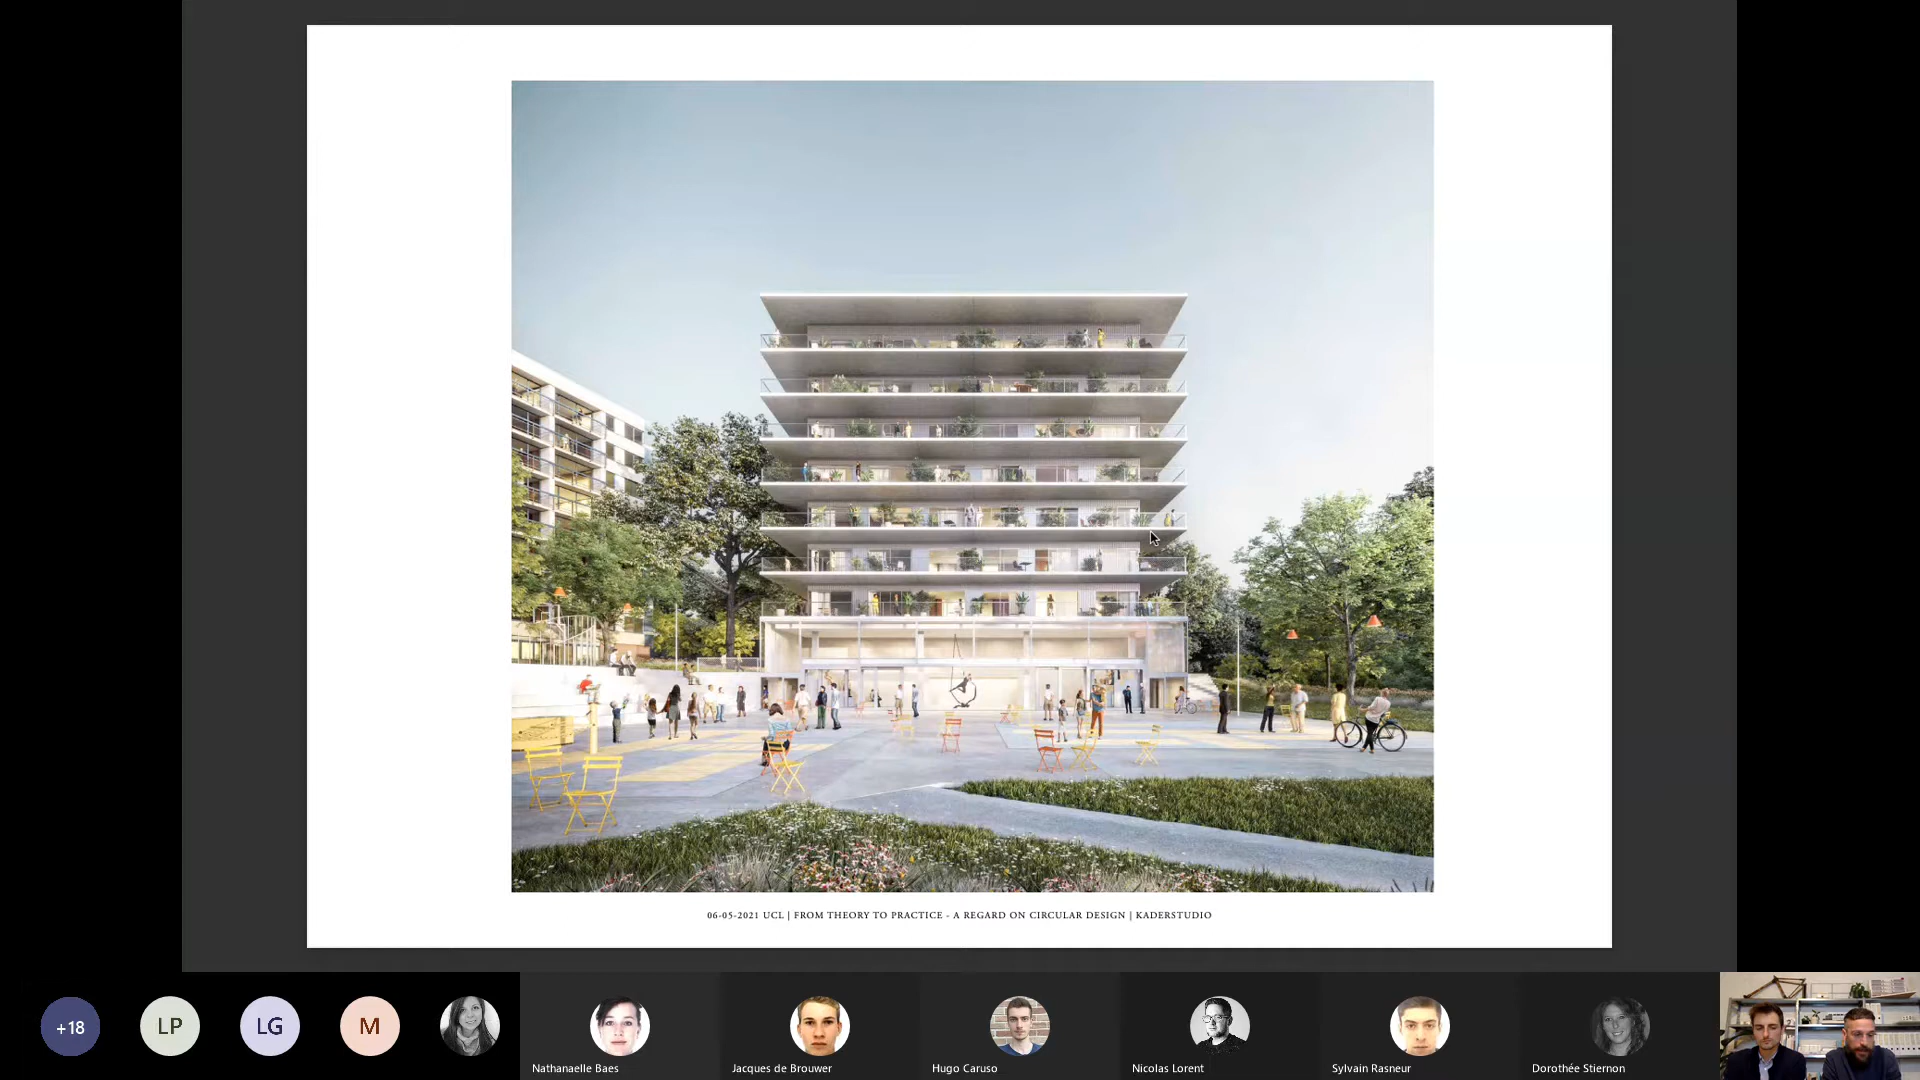 06-05-2021 UCL | FROM THEORY TO PRACTICE - A REGARD ON CIRCULAR DESIGN | KADERSTUDIO
+18
LP
LG
M
Nathanaelle Baes
Jacques de Brouwer
Hugo Caruso
Nicolas Lorent
Sylvain Rasneur
Dorothée Stiernon